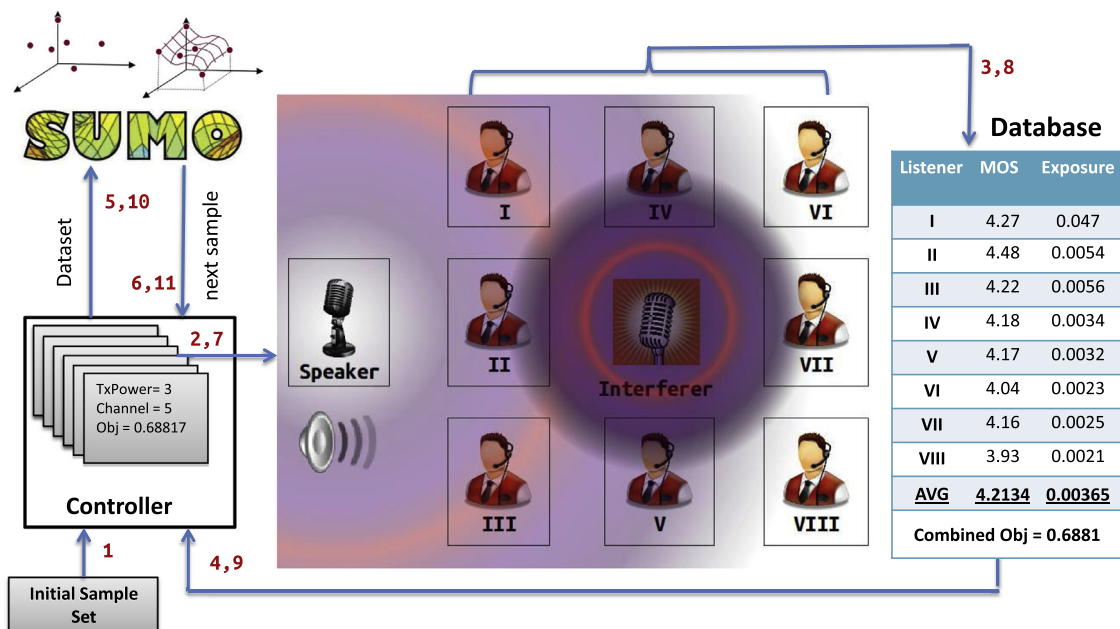 SUMO
5,10
6,11
Dataset
next sample
2,7
TxPower= 3
Channel = 5
Obj = 0.68817
Controller
1
4,9
Initial Sample
Set
Speaker
I
II
III
IV
Interferer
V
VI
VII
VIII
3,8
Database
Listener MOS Exposure
I 4.27 0.047
II 4.48 0.0054
III 4.22 0.0056
IV 4.18 0.0034
V 4.17 0.0032
VI 4.04 0.0023
VII 4.16 0.0025
VIII 3.93 0.0021
AVG 4.2134 0.00365
Combined Obj = 0.6881